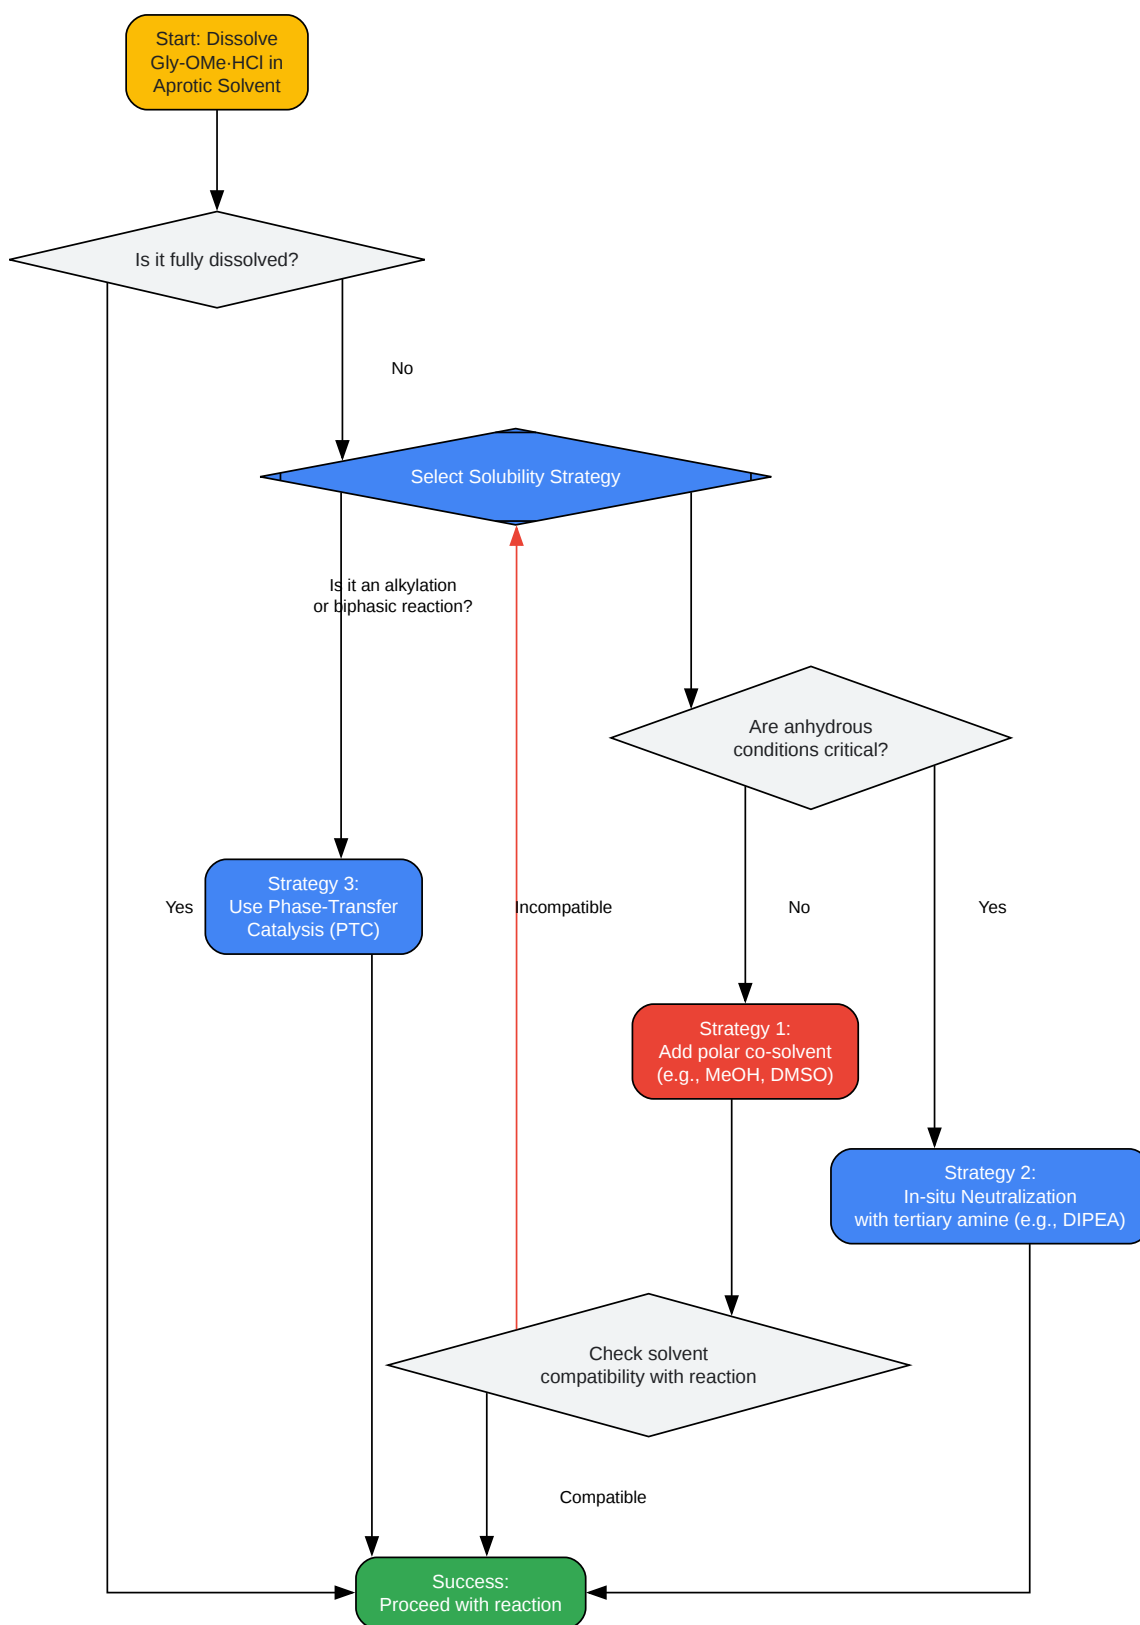 Start: Dissolve
Gly-OMe·HCl in
Aprotic Solvent
Is it fully dissolved?
No
Select Solubility Strategy
Is it an alkylation
or biphasic reaction?
Are anhydrous
conditions critical?
Yes
Strategy 3:
Use Phase-Transfer
Catalysis (PTC)
Incompatible
No
Yes
Strategy 1:
Add polar co-solvent
(e.g., MeOH, DMSO)
Strategy 2:
In-situ Neutralization
with tertiary amine (e.g., DIPEA)
Check solvent
compatibility with reaction
Compatible
Success:
Proceed with reaction